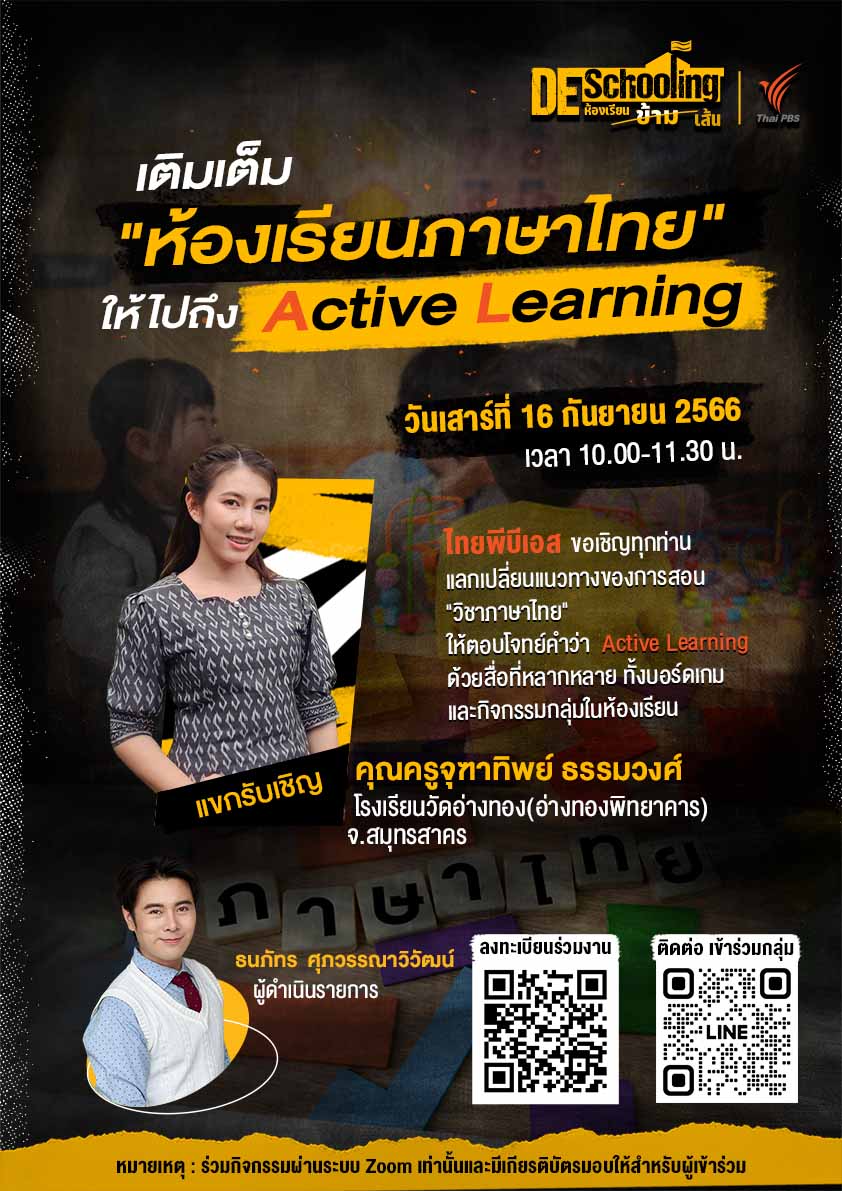 DESchooling
ห้องเรียน ข้าม เส้น
Thai PBS
เติมเต็ม
"ห้องเรียนภาษาไทย"
ให้ไปถึง Active Learning
วันเสาร์ที่ 16 กันยายน 2566
เวลา 10.00-11.30 น.
ไทยพีบีเอส ขอเชิญทุกท่าน
แลกเปลี่ยนแนวทางของการสอน
"วิชาภาษาไทย"
ให้ตอบโจทย์คำว่า Active Learning
ด้วยสื่อที่หลากหลาย ทั้งบอร์ดเกม
และกิจกรรมกลุ่มในห้องเรียน
แขกรับเชิญ
คุณครูจุฑาทิพย์ ธรรมวงศ์
โรงเรียนวัดอ่างทอง(อ่างทองพิทยาคาร)
จ.สมุทรสาคร
ภาษาไทย
ธนภัทร ศุภวรรณาวิวัฒน์
ผู้ดำเนินรายการ
ลงทะเบียนร่วมงาน
ติดต่อ เข้าร่วมกลุ่ม
LINE
หมายเหตุ : ร่วมกิจกรรมผ่านระบบ Zoom เท่านั้นและมีเกียรติบัตรมอบให้สำหรับผู้เข้าร่วม